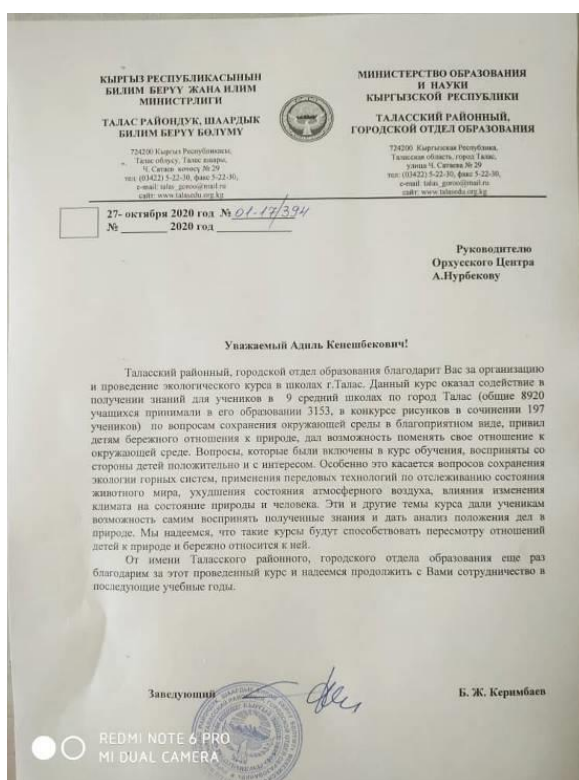 КЫРГЫЗ РЕСПУБЛИКАСЫНЫН
БИЛИМ БЕРҮҮ ЖАНА ИЛИМ
МИНИСТРЛИГИ
ТАЛАС РАЙОНДУК, ШААРДЫК
БИЛИМ БЕРҮҮ БӨЛҮМҮ
724200 Кыргыз Республикасы,
Талас облусу, Талас шаары,
Ч. Сатаев көчөсү № 29
тел: (03422) 5-22-30, факс 5-22-30,
e-mail: talas_goroo@mail.ru
сайт: www.talasedu.org.kg
МИНИСТЕРСТВО ОБРАЗОВАНИЯ
И НАУКИ
КЫРГЫЗСКОЙ РЕСПУБЛИКИ
ТАЛАССКИЙ РАЙОННЫЙ,
ГОРОДСКОЙ ОТДЕЛ ОБРАЗОВАНИЯ
724200 Кыргызская Республика,
Таласская область, город Талас,
улица Ч. Сатаева № 29
тел: (03422) 5-22-30, факс 5-22-30,
e-mail: talas_goroo@mail.ru
сайт: www.talasedu.org.kg
27- октября 2020 год № 01-17/394
№ ________ 2020 год ____________
Руководителю
Орхусского Центра
А.Нурбекову
Уважаемый Адиль Кенешбекович!
Таласский районный, городской отдел образования благодарит Вас за организацию
и проведение экологического курса в школах г.Талас. Данный курс оказал содействие в
получении знаний для учеников в 9 средний школах по город Талас (общие 8920
учащихся принимали в его образовании 3153, в конкурсе рисунков в сочинении 197
учеников) по вопросам сохранения окружающей среды в благоприятном виде, привил
детям бережного отношения к природе, дал возможность поменять свое отношение к
окружающей среде. Вопросы, которые были включены в курс обучения, восприняты со
стороны детей положительно и с интересом. Особенно это касается вопросов сохранения
экологии горных систем, применения передовых технологий по отслеживанию состояния
животного мира, ухудшения состояния атмосферного воздуха, влияния изменения
климата на состояние природы и человека. Эти и другие темы курса дали ученикам
возможность самим воспринять полученные знания и дать анализ положения дел в
природе. Мы надеемся, что такие курсы будут способствовать пересмотру отношений
детей к природе и бережно относится к ней.
От имени Таласского районного, городского отдела образования еще раз
благодарим за этот проведенный курс и надеемся продолжить с Вами сотрудничество в
последующие учебные годы.
Заведующий
Б. Ж. Керимбаев
REDMI NOTE 6 PRO
MI DUAL CAMERA